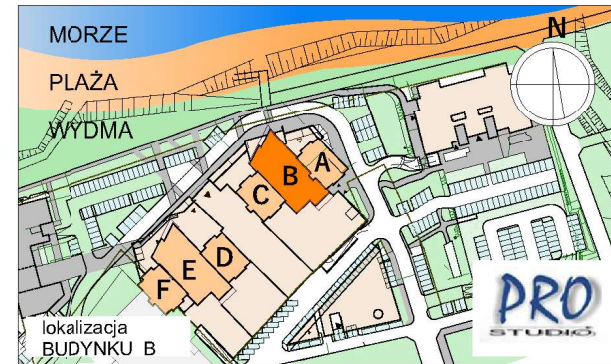 MORZE
N
PLAŻA
WYDMA
A
B
C
D
E
F
PRO
STUDIO
lokalizacja
BUDYNKU B